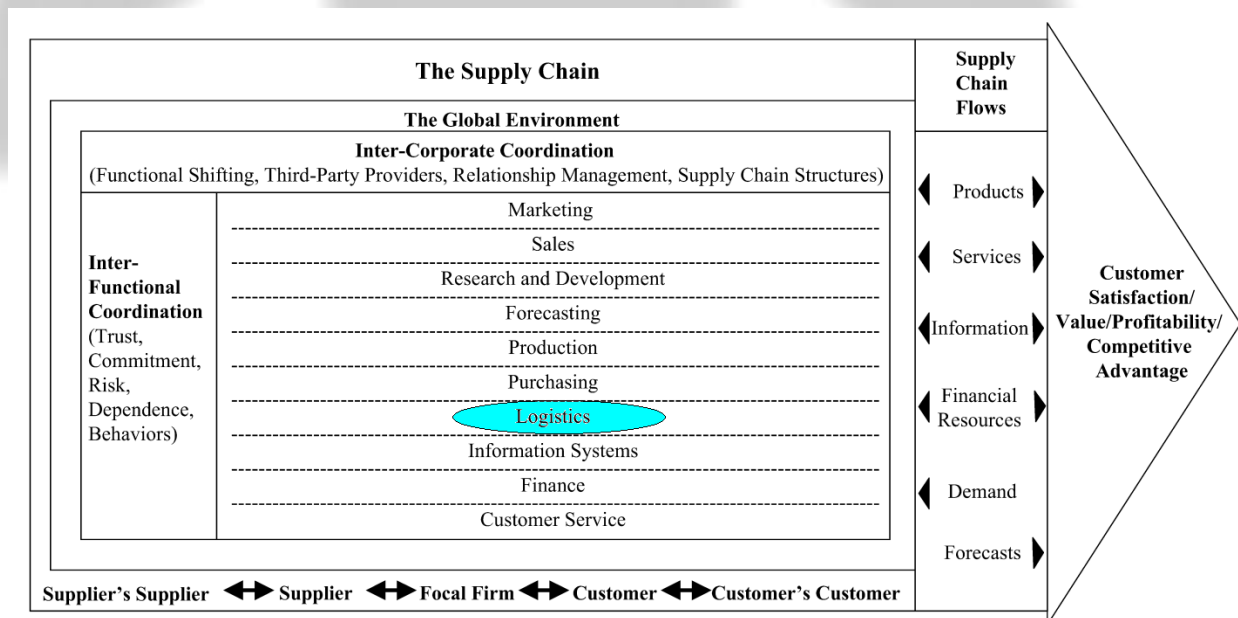 The Supply Chain
The Global Environment
Inter-Corporate Coordination
(Functional Shifting, Third-Party Providers, Relationship Management, Supply Chain Structures)
Inter-
Functional
Coordination
(Trust,
Commitment,
Risk,
Dependence,
Behaviors)
Marketing
Sales
Research and Development
Forecasting
Production
Purchasing
Logistics
Information Systems
Finance
Customer Service
Supplier's Supplier
Supplier
Focal Firm
Customer
Customer's Customer
Supply
Chain
Flows
Products
Services
Information
Financial
Resources
Demand
Forecasts
Customer
Satisfaction/
Value/Profitability/
Competitive
Advantage